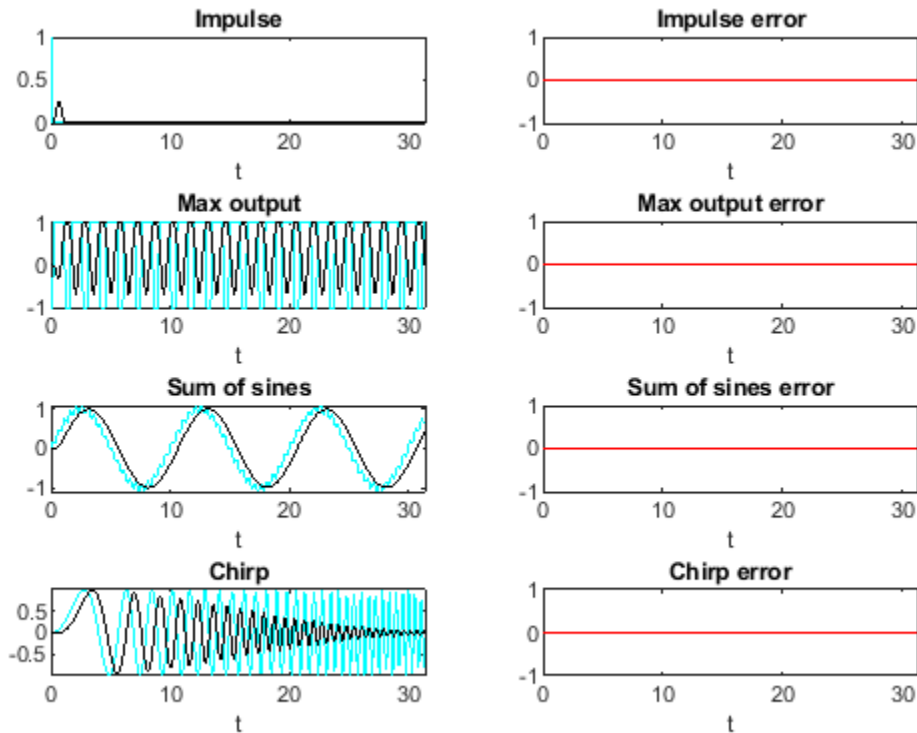 Impulse
1
0.5
0
0 10 20 30
t
Impulse error
1
0
-1
0 10 20 30
t
Max output
1
0
-1
0 10 20 30
t
Max output error
1
0
-1
0 10 20 30
t
Sum of sines
1
0
-1
0 10 20 30
t
Sum of sines error
1
0
-1
0 10 20 30
t
Chirp
0.5
0
-0.5
0 10 20 30
t
Chirp error
1
0
-1
0 10 20 30
t